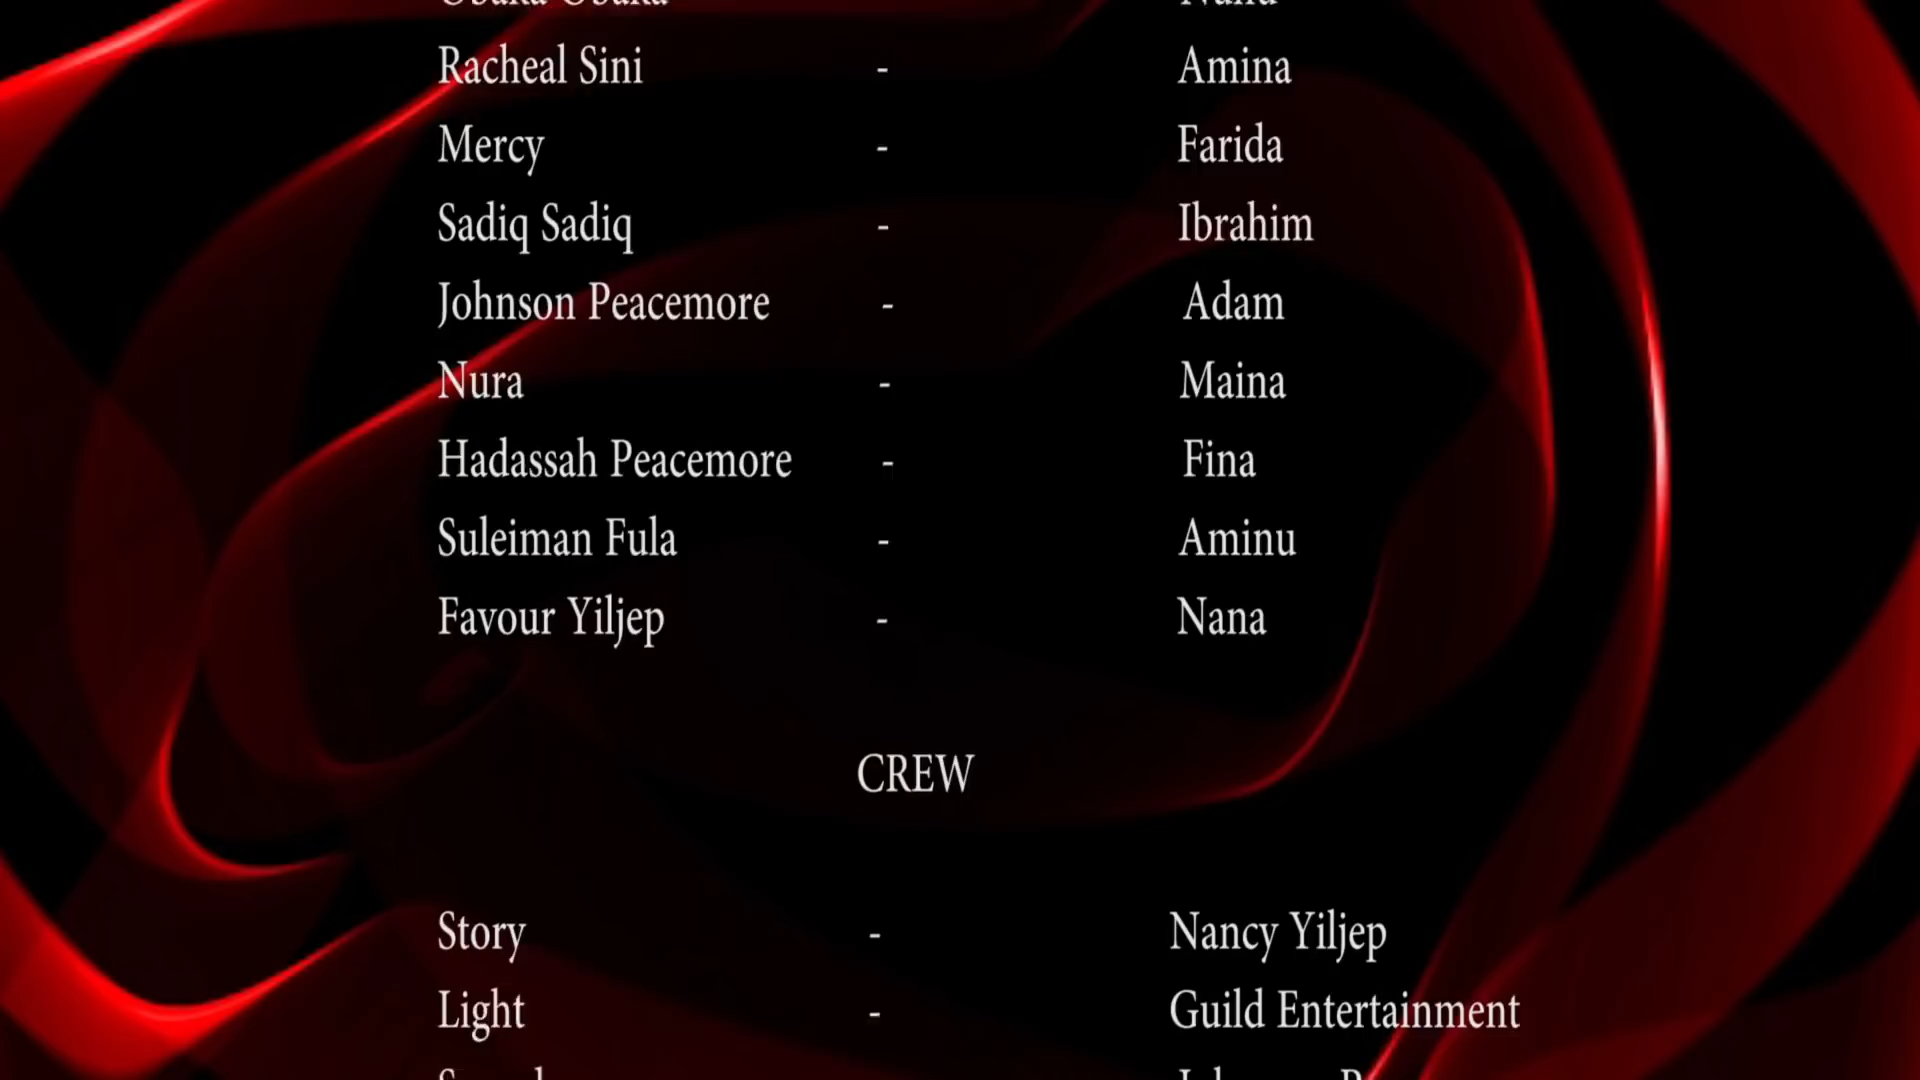 Racheal Sini - Amina
Mercy - Farida
Sadiq Sadiq - Ibrahim
Johnson Peacemore - Adam
Nura - Maina
Hadassah Peacemore - Fina
Suleiman Fula - Aminu
Favour Yiljep - Nana
CREW
Story - Nancy Yiljep
Light - Guild Entertainment